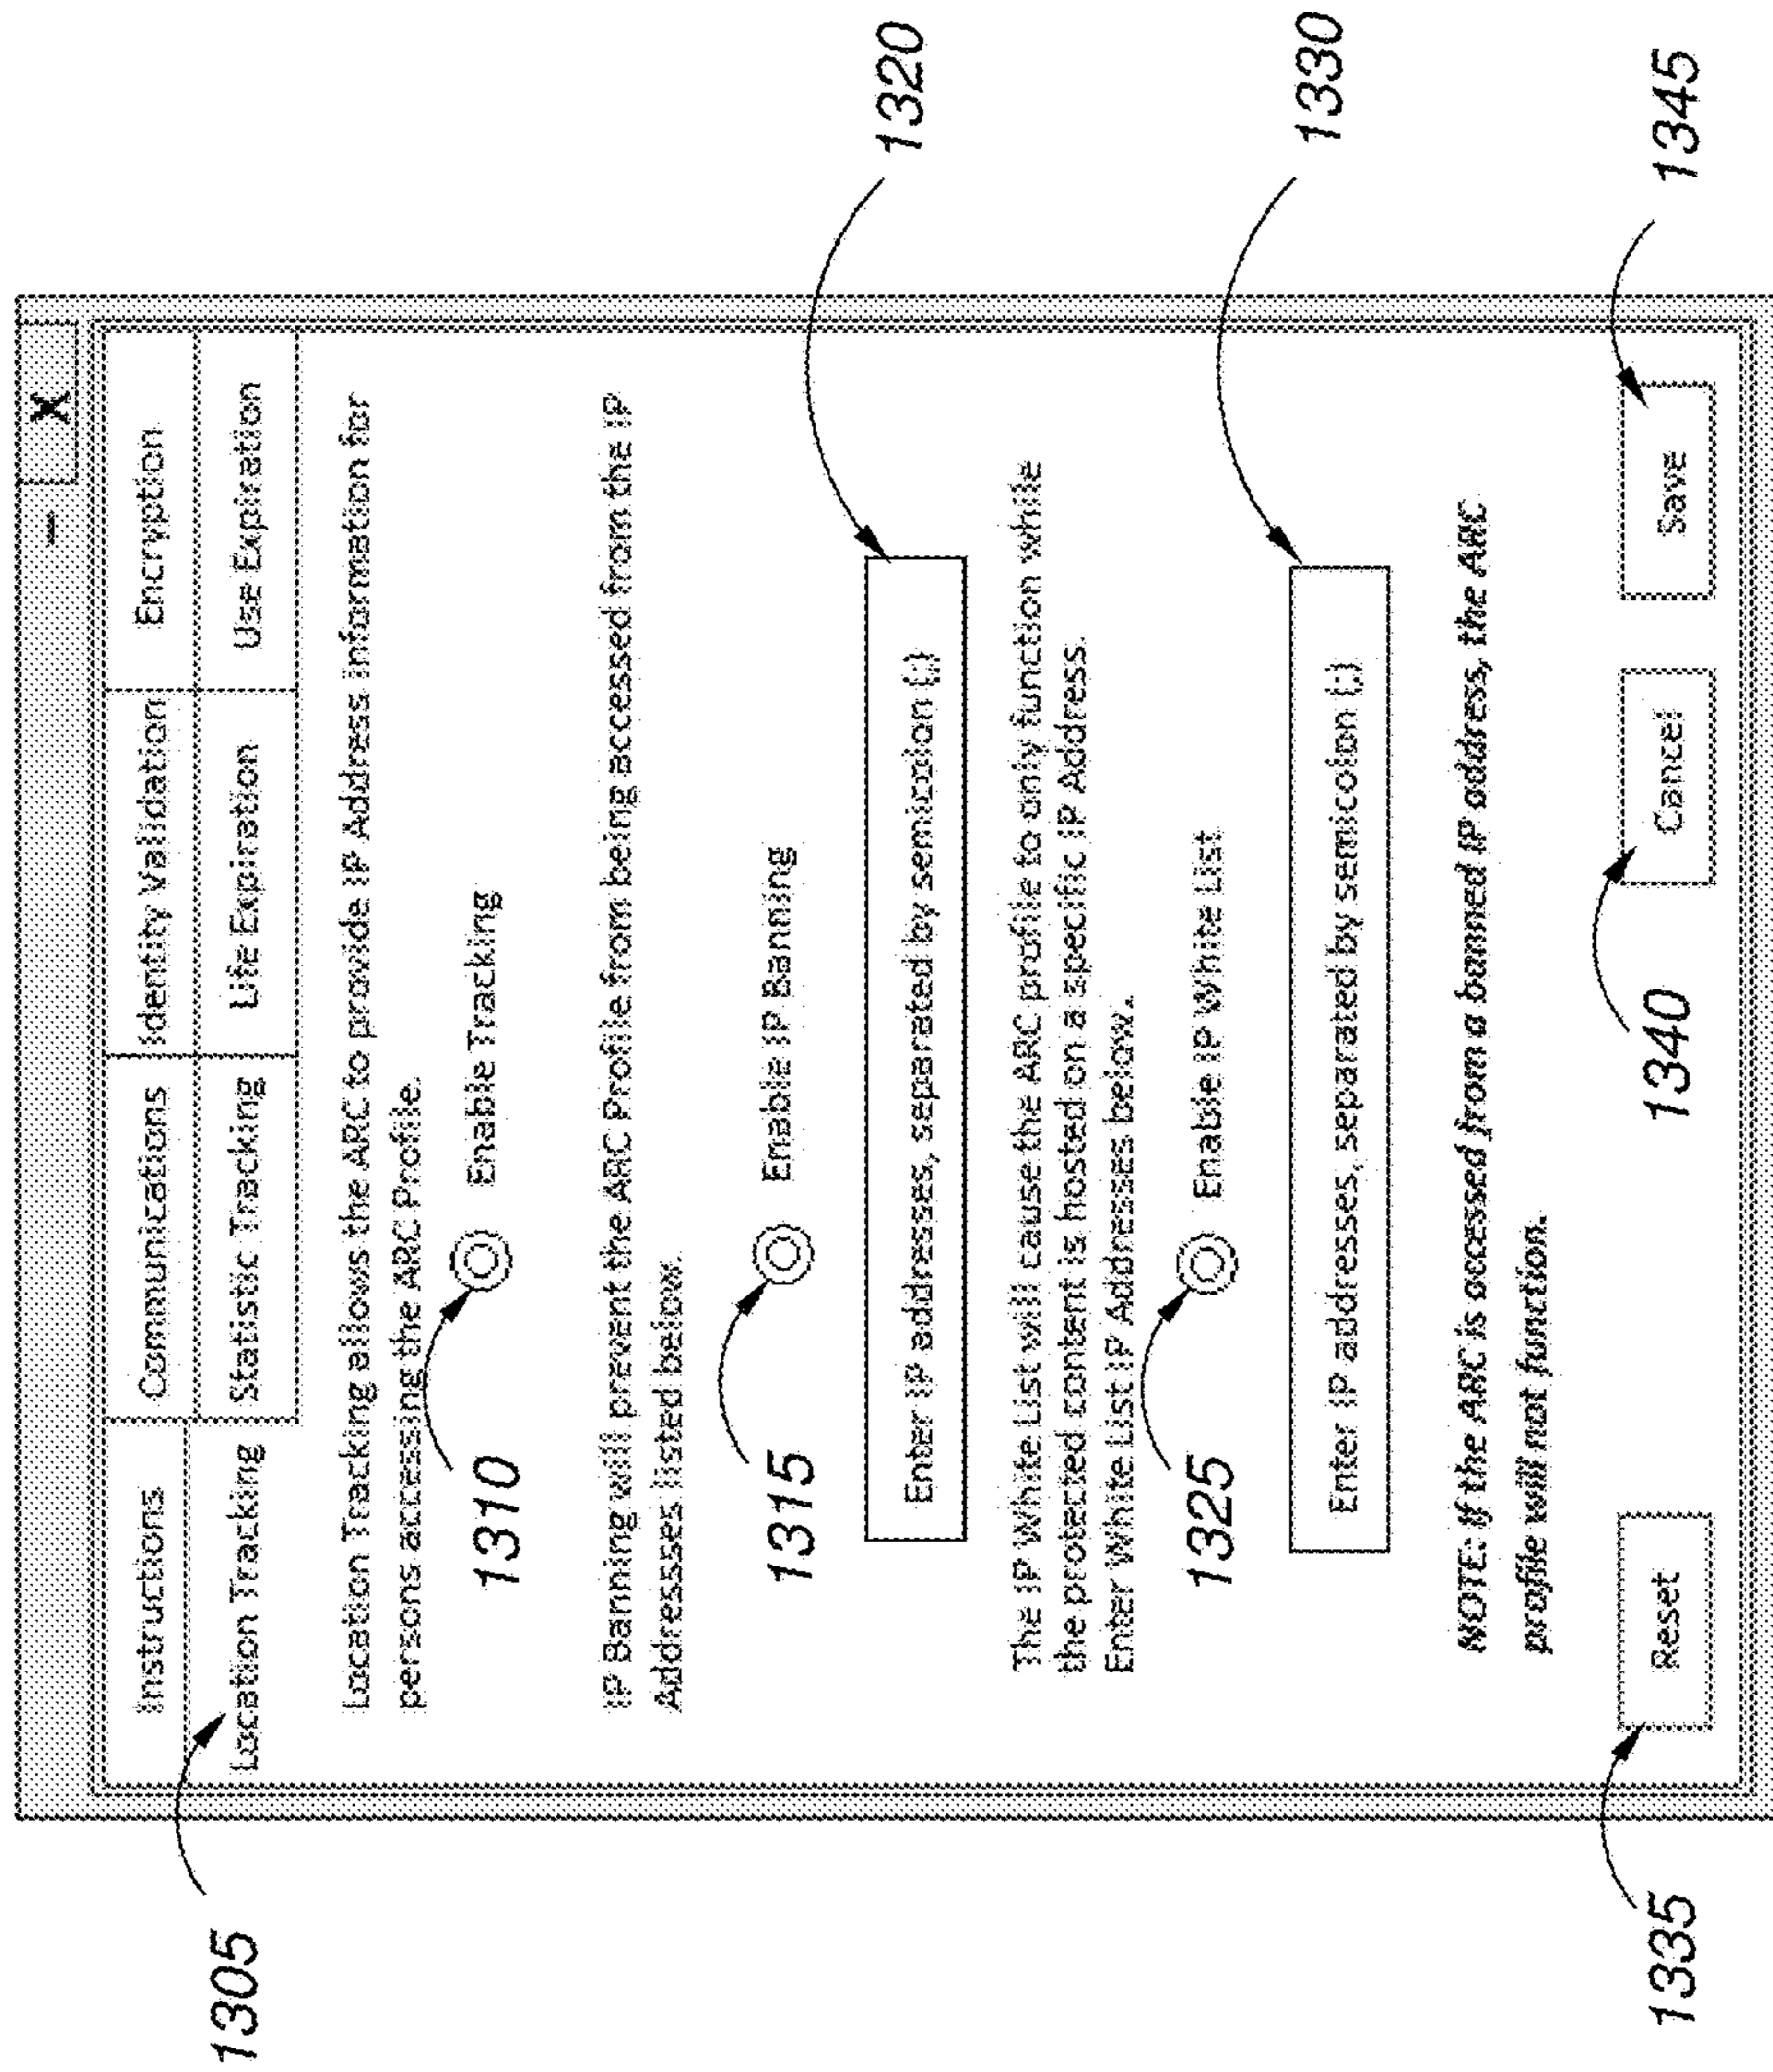 – X
Instructions Communications Identity Validation Encryption
Location Tracking Statistic Tracking Life Expiration Use Expiration
1305
Location Tracking allows the ARC to provide IP Address information for
persons accessing the ARC Profile.
1310 Enable Tracking
IP Banning will prevent the ARC Profile from being accessed from the IP
Addresses listed below.
1315 Enable IP Banning
Enter IP addresses, separated by semicolon (;)
1320
The IP White List will cause the ARC profile to only function while
the protected content is hosted on a specific IP Address.
Enter White List IP Addresses below.
1325 Enable IP White List
Enter IP addresses, separated by semicolon (;)
1330
NOTE: If the ARC is accessed from a banned IP address, the ARC
profile will not function.
Reset Cancel Save
1335 1340 1345